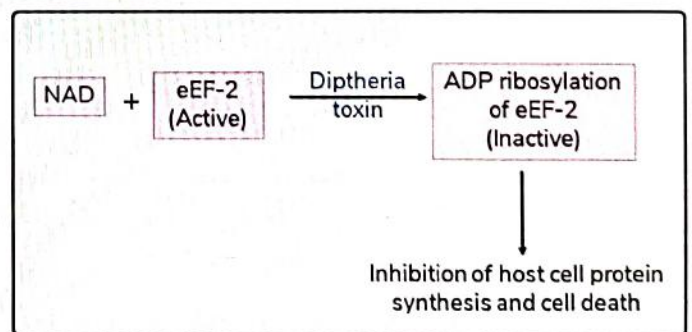 NAD
+
eEF-2
(Active)
Diptheria
toxin
ADP ribosylation
of eEF-2
(Inactive)
Inhibition of host cell protein
synthesis and cell death